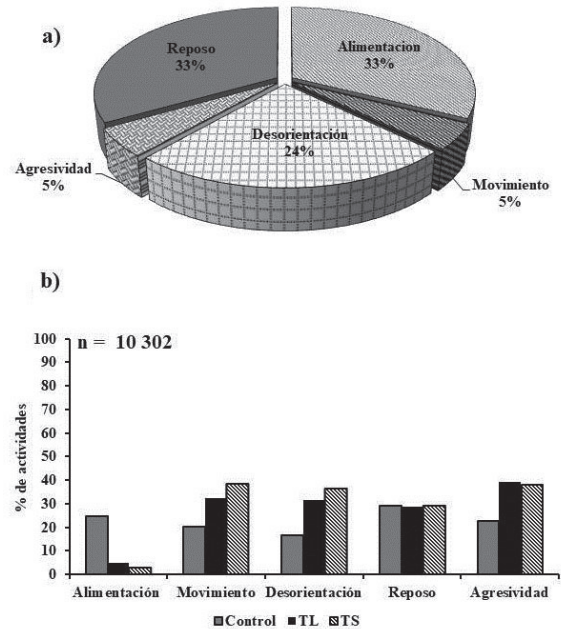 a)
Reposo
33%
Alimentacion
33%
Desorientación
24%
Agresividad
5%
Movimiento
5%
b)
n = 10 302
% de actividades
100
90
80
70
60
50
40
30
20
10
0
Alimentación Movimiento Desorientación Reposo Agresividad
Control TL TS